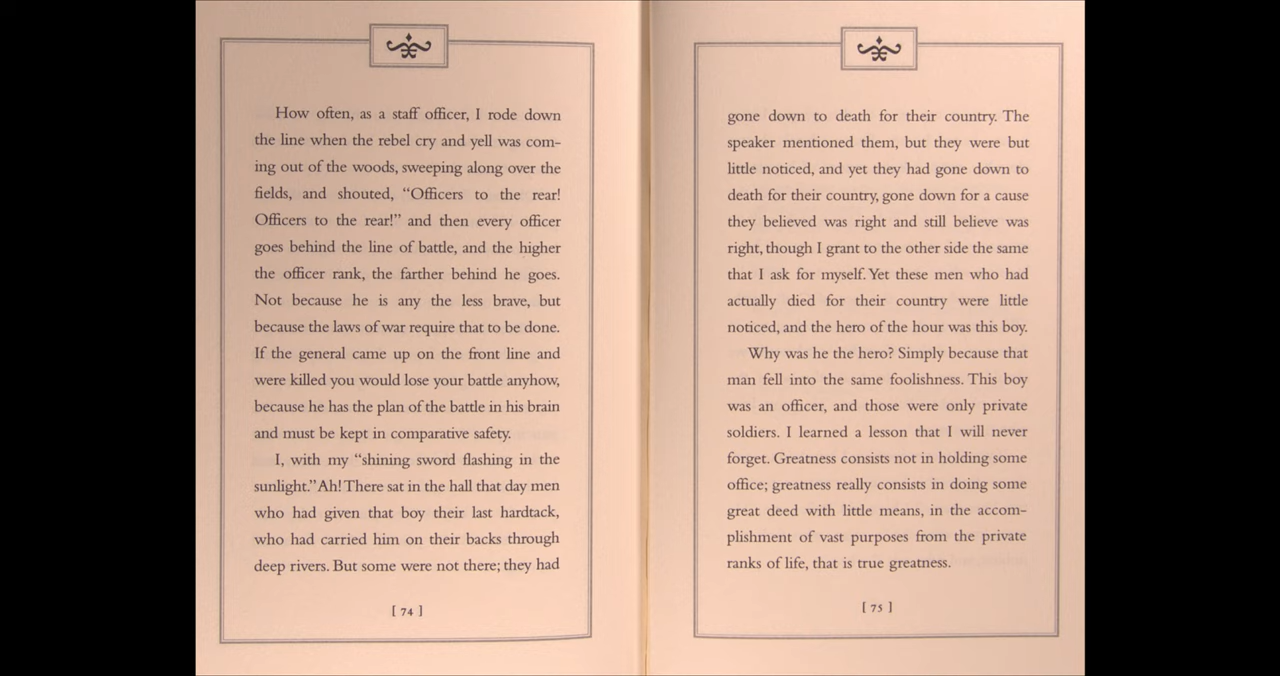 How often, as a staff officer, I rode down
the line when the rebel cry and yell was com-
ing out of the woods, sweeping along over the
fields, and shouted, “Officers to the rear!
Officers to the rear!” and then every officer
goes behind the line of battle, and the higher
the officer rank, the farther behind he goes.
Not because he is any the less brave, but
because the laws of war require that to be done.
If the general came up on the front line and
were killed you would lose your battle anyhow,
because he has the plan of the battle in his brain
and must be kept in comparative safety.
I, with my “shining sword flashing in the
sunlight.” Ah! There sat in the hall that day men
who had given that boy their last hardtack,
who had carried him on their backs through
deep rivers. But some were not there; they had
[ 74 ]
gone down to death for their country. The
speaker mentioned them, but they were but
little noticed, and yet they had gone down to
death for their country, gone down for a cause
they believed was right and still believe was
right, though I grant to the other side the same
that I ask for myself. Yet these men who had
actually died for their country were little
noticed, and the hero of the hour was this boy.
Why was he the hero? Simply because that
man fell into the same foolishness. This boy
was an officer, and those were only private
soldiers. I learned a lesson that I will never
forget. Greatness consists not in holding some
office; greatness really consists in doing some
great deed with little means, in the accom-
plishment of vast purposes from the private
ranks of life, that is true greatness.
[ 75 ]